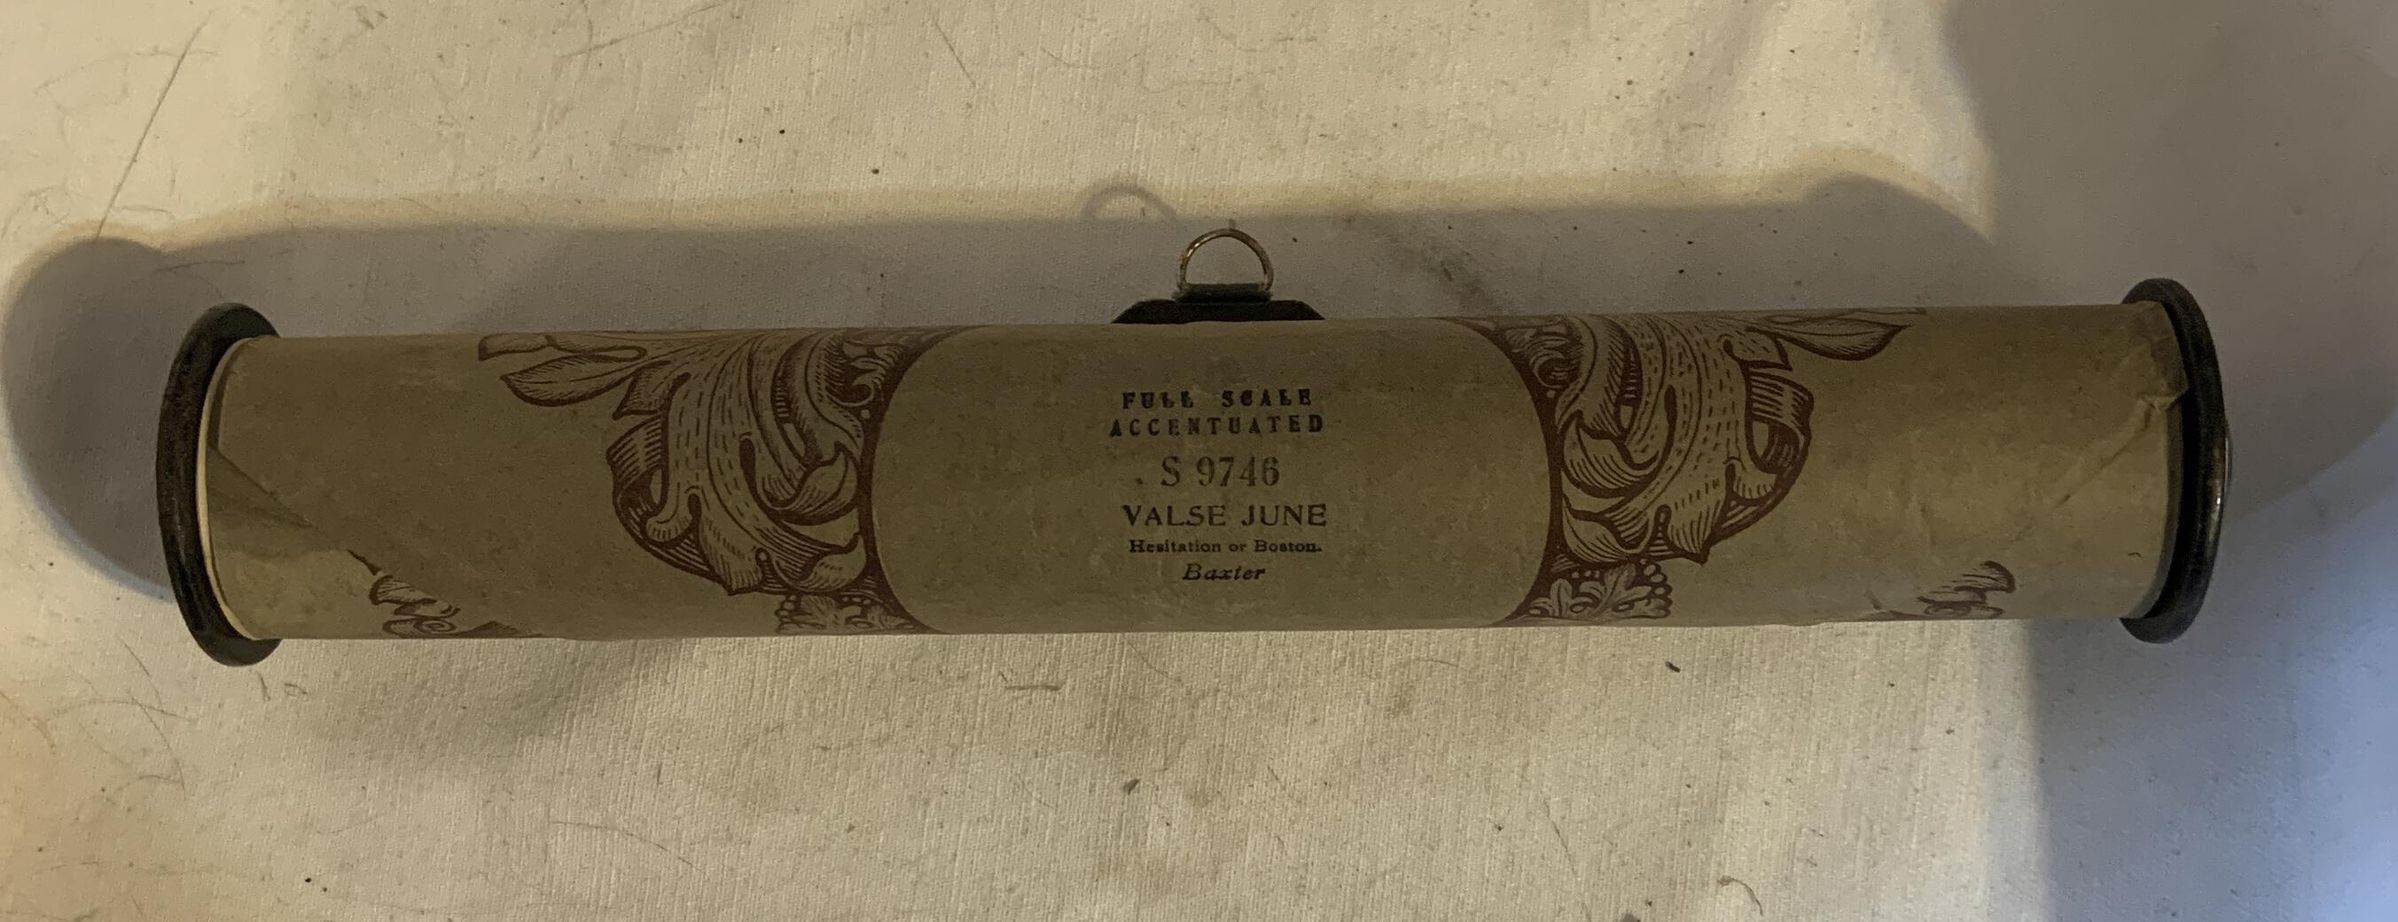 FULL SCALE
ACCENTUATED
S 9746
VALSE JUNE
Hesitation or Boston.
Baxter